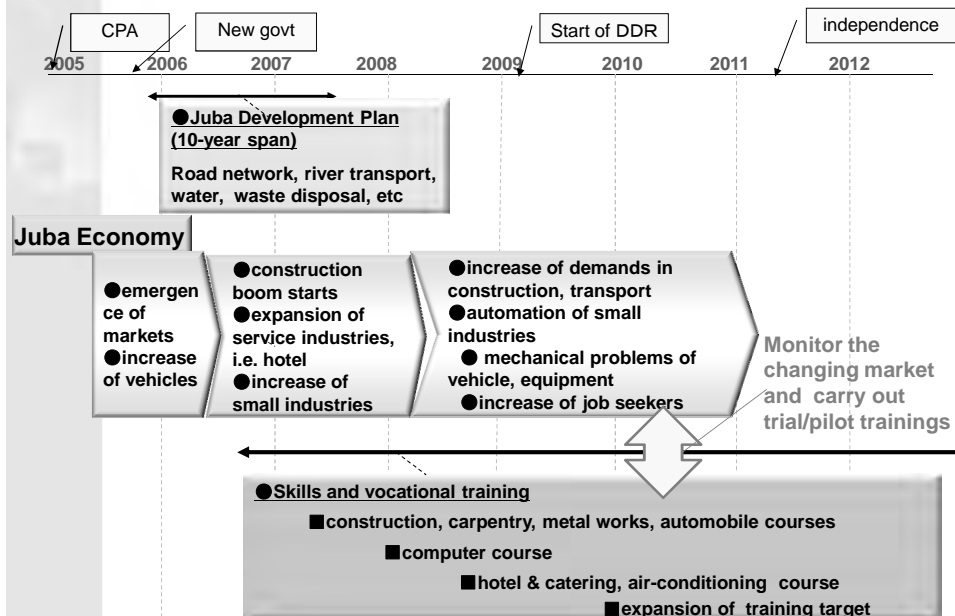 CPA
New govt
Start of DDR
independence
2005 2006 2007 2008 2009 2010 2011 2012
●Juba Development Plan
(10-year span)
Road network, river transport,
water, waste disposal, etc
Juba Economy
●emergen
ce of
markets
●increase
of vehicles
●construction
boom starts
●expansion of
service industries,
i.e. hotel
●increase of
small industries
●increase of demands in
construction, transport
●automation of small
industries
● mechanical problems of
vehicle, equipment
●increase of job seekers
Monitor the
changing market
and carry out
trial/pilot trainings
●Skills and vocational training
■construction, carpentry, metal works, automobile courses
■computer course
■hotel & catering, air-conditioning course
■expansion of training target